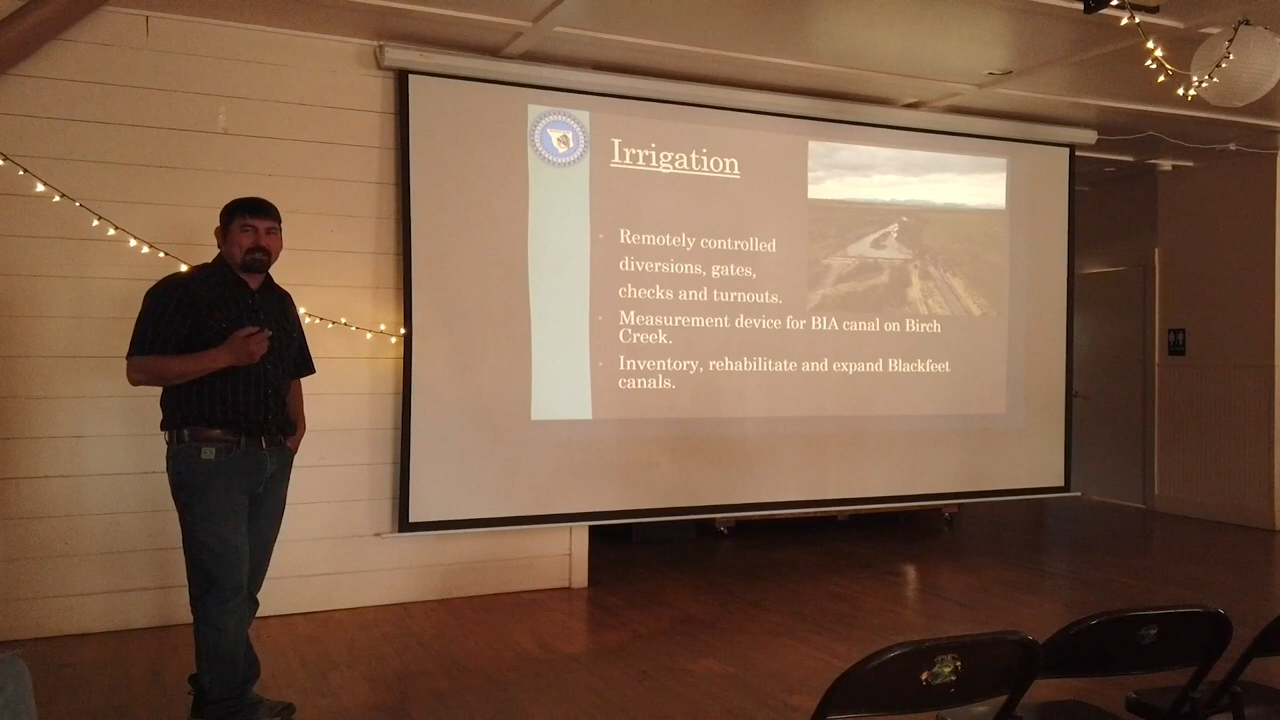 Irrigation
Remotely controlled
diversions, gates,
checks and turnouts.
Measurement device for BIA canal on Birch
Creek.
Inventory, rehabilitate and expand Blackfeet
canals.